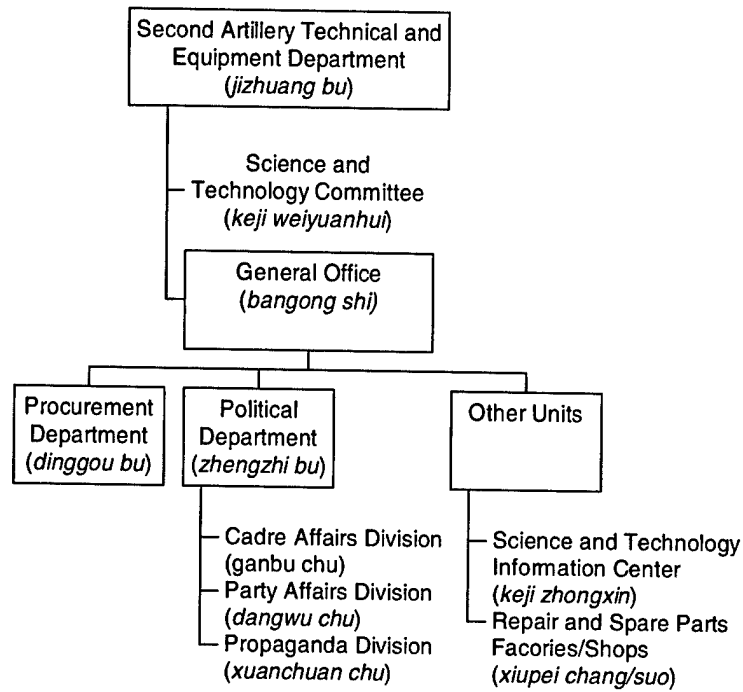 Second Artillery Technical and
Equipment Department
(jizhuang bu)
Science and
Technology Committee
(keji weiyuanhui)
General Office
(bangong shi)
Procurement
Department
(dinggou bu)
Political
Department
(zhengzhi bu)
Other Units
Cadre Affairs Division
(ganbu chu)
Party Affairs Division
(dangwu chu)
Propaganda Division
(xuanchuan chu)
Science and Technology
Information Center
(keji zhongxin)
Repair and Spare Parts
Facories/Shops
(xiupei chang/suo)